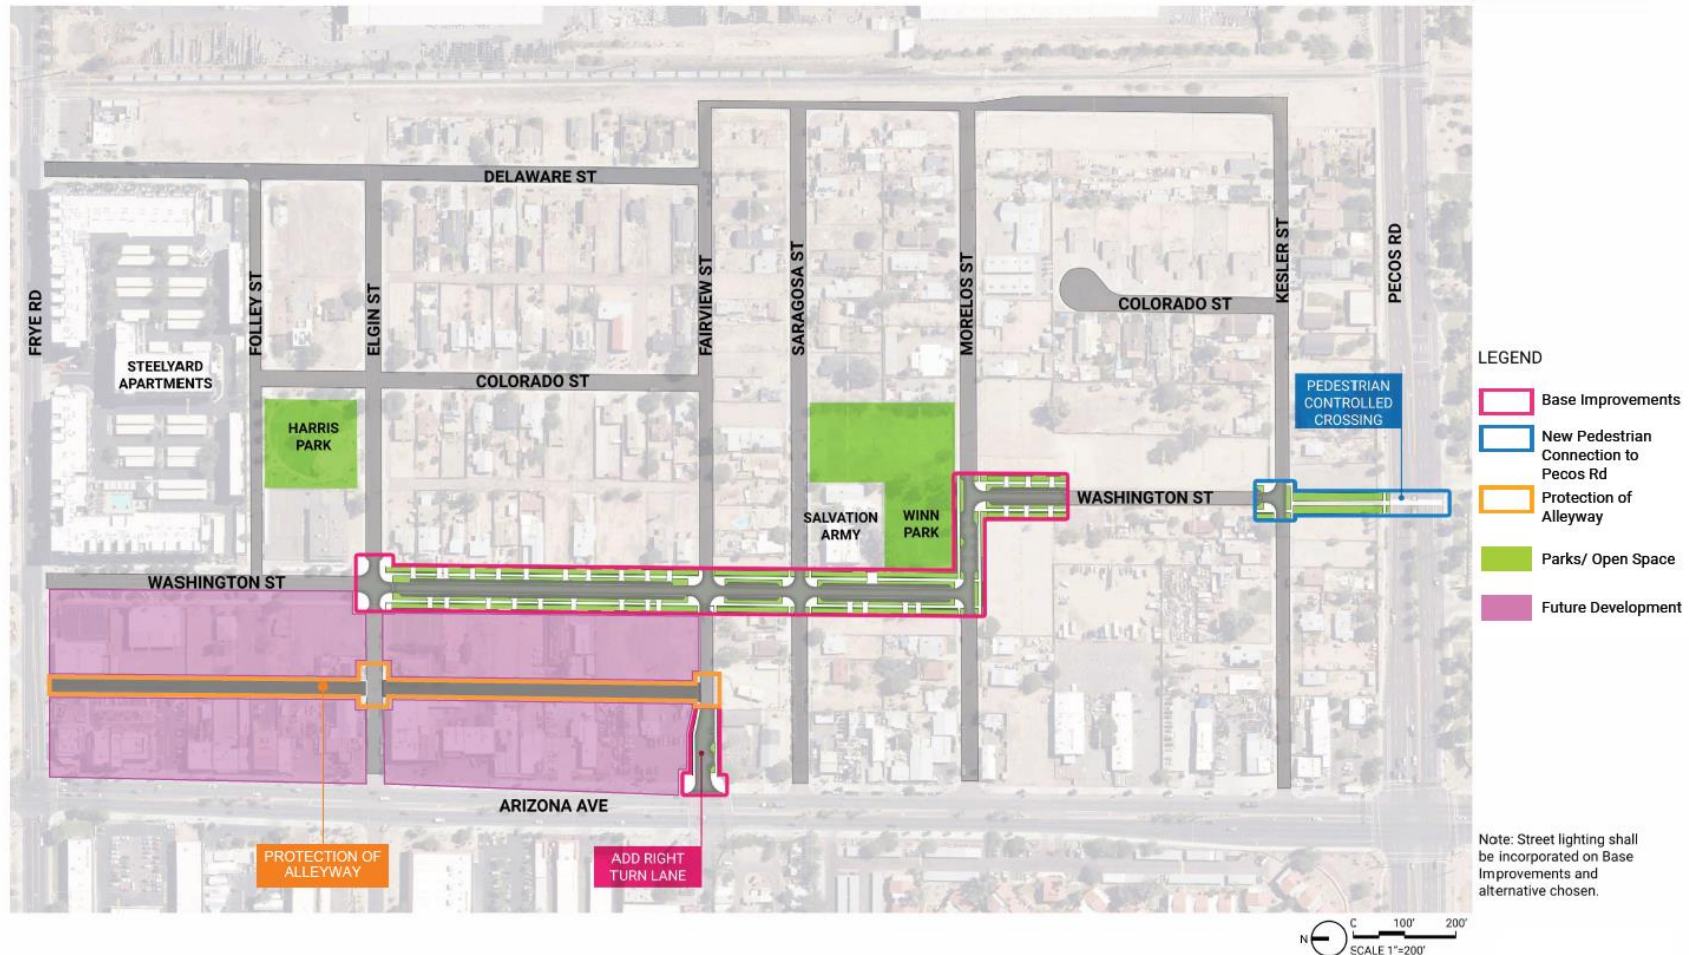 DELAWARE ST
FRYE RD
FOLLEY ST
ELGIN ST
FAIRVIEW ST
SARAGOSA ST
MORELOS ST
KESLER ST
PECOS RD
COLORADO ST
STEELYARD
APARTMENTS
COLORADO ST
HARRIS
PARK
PEDESTRIAN
CONTROLLED
CROSSING
WASHINGTON ST
SALVATION
ARMY
WINN
PARK
WASHINGTON ST
ARIZONA AVE
PROTECTION OF
ALLEYWAY
ADD RIGHT
TURN LANE
LEGEND
Base Improvements
New Pedestrian
Connection to
Pecos Rd
Protection of
Alleyway
Parks/ Open Space
Future Development
Note: Street lighting shall
be incorporated on Base
Improvements and
alternative chosen.
N
C 100' 200'
SCALE 1"=200'